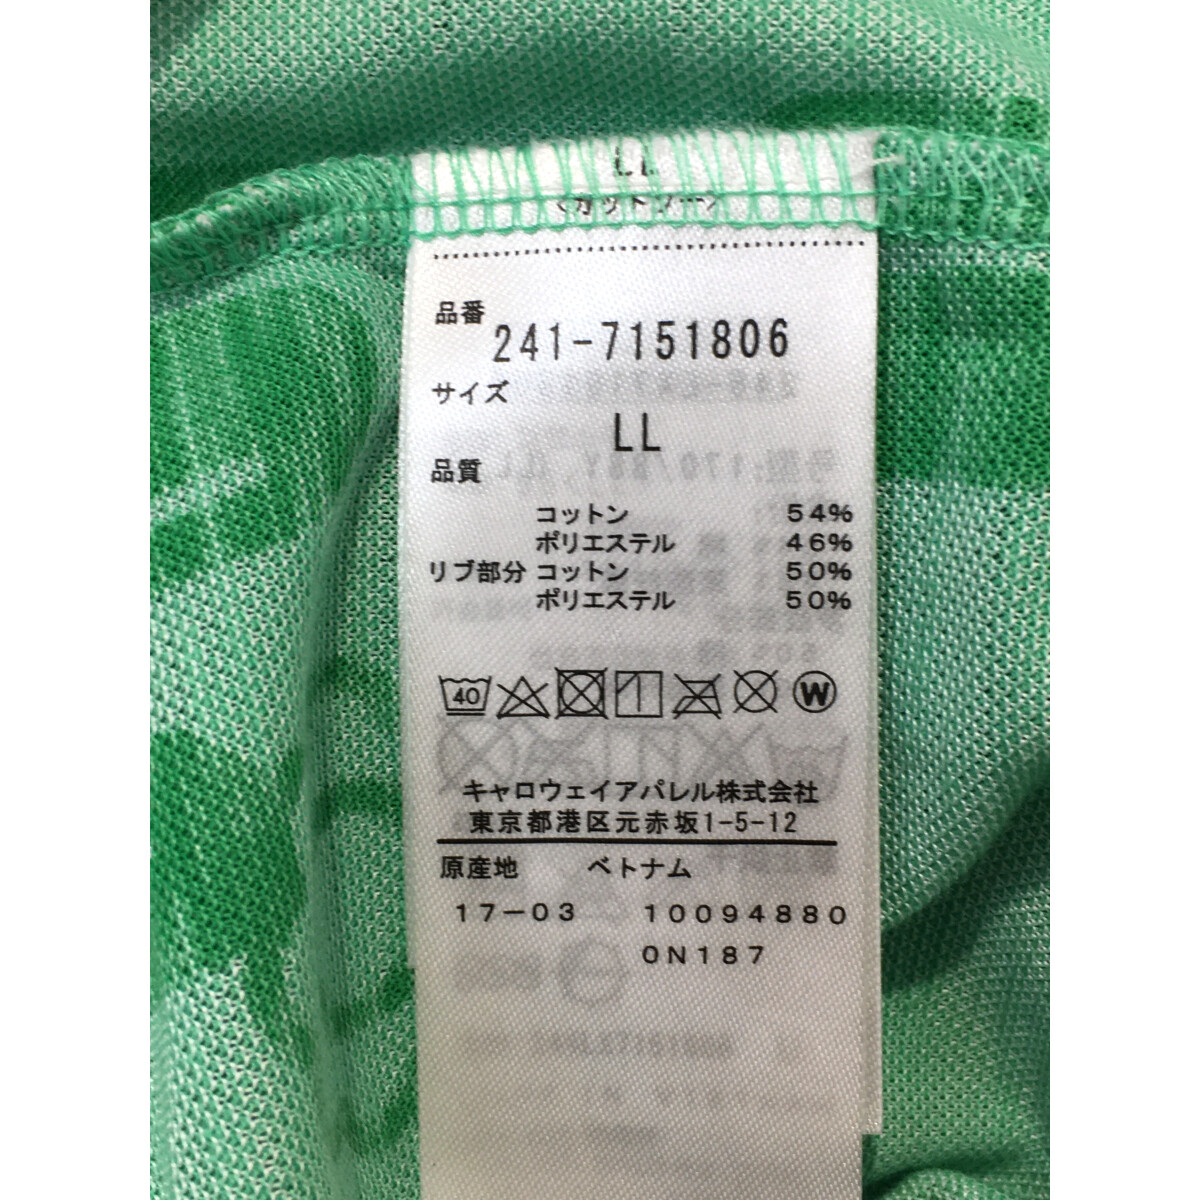 LL
品番
241-7151806
サイズ
LL
品質
コットン 54%
ポリエステル 46%
リブ部分 コットン 50%
ポリエステル 50%
40
W
キャロウェイアパレル株式会社
東京都港区元赤坂1-5-12
原産地 ベトナム
17-03 10094880
0N187